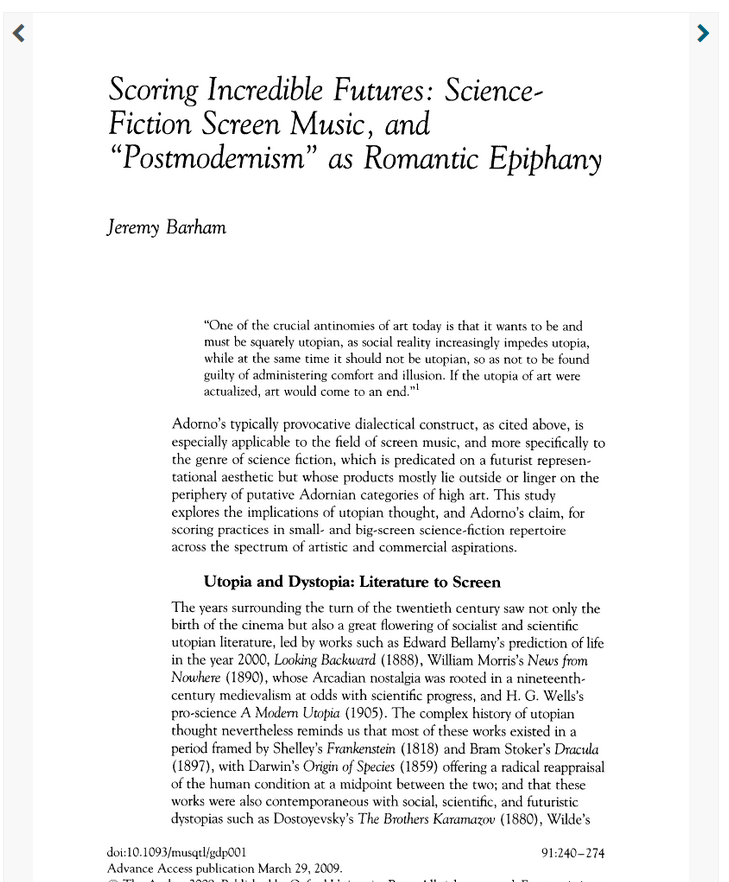 Scoring Incredible Futures: Science-
Fiction Screen Music, and
“Postmodernism” as Romantic Epiphany
Jeremy Barham
“One of the crucial antinomies of art today is that it wants to be and
must be squarely utopian, as social reality increasingly impedes utopia,
while at the same time it should not be utopian, so as not to be found
guilty of administering comfort and illusion. If the utopia of art were
actualized, art would come to an end.”1
Adorno’s typically provocative dialectical construct, as cited above, is
especially applicable to the field of screen music, and more specifically to
the genre of science fiction, which is predicated on a futurist represen-
tational aesthetic but whose products mostly lie outside or linger on the
periphery of putative Adornian categories of high art. This study
explores the implications of utopian thought, and Adorno’s claim, for
scoring practices in small- and big-screen science-fiction repertoire
across the spectrum of artistic and commercial aspirations.
Utopia and Dystopia: Literature to Screen
The years surrounding the turn of the twentieth century saw not only the
birth of the cinema but also a great flowering of socialist and scientific
utopian literature, led by works such as Edward Bellamy’s prediction of life
in the year 2000, Looking Backward (1888), William Morris’s News from
Nowhere (1890), whose Arcadian nostalgia was rooted in a nineteenth-
century medievalism at odds with scientific progress, and H. G. Wells’s
pro-science A Modern Utopia (1905). The complex history of utopian
thought nevertheless reminds us that most of these works existed in a
period framed by Shelley’s Frankenstein (1818) and Bram Stoker’s Dracula
(1897), with Darwin’s Origin of Species (1859) offering a radical reappraisal
of the human condition at a midpoint between the two; and that these
works were also contemporaneous with social, scientific, and futuristic
dystopias such as Dostoyevsky’s The Brothers Karamazov (1880), Wilde’s
doi:10.1093/musqtl/gdp001 91:240–274
Advance Access publication March 29, 2009.